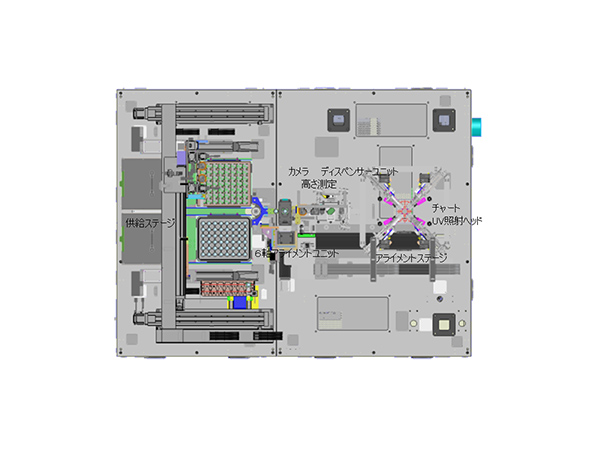 カメラ ディスペンサーユニット
高さ測定
チャート
供給ステージ
UV照射ヘッド
6軸アライメントユニット
アライメントステージ